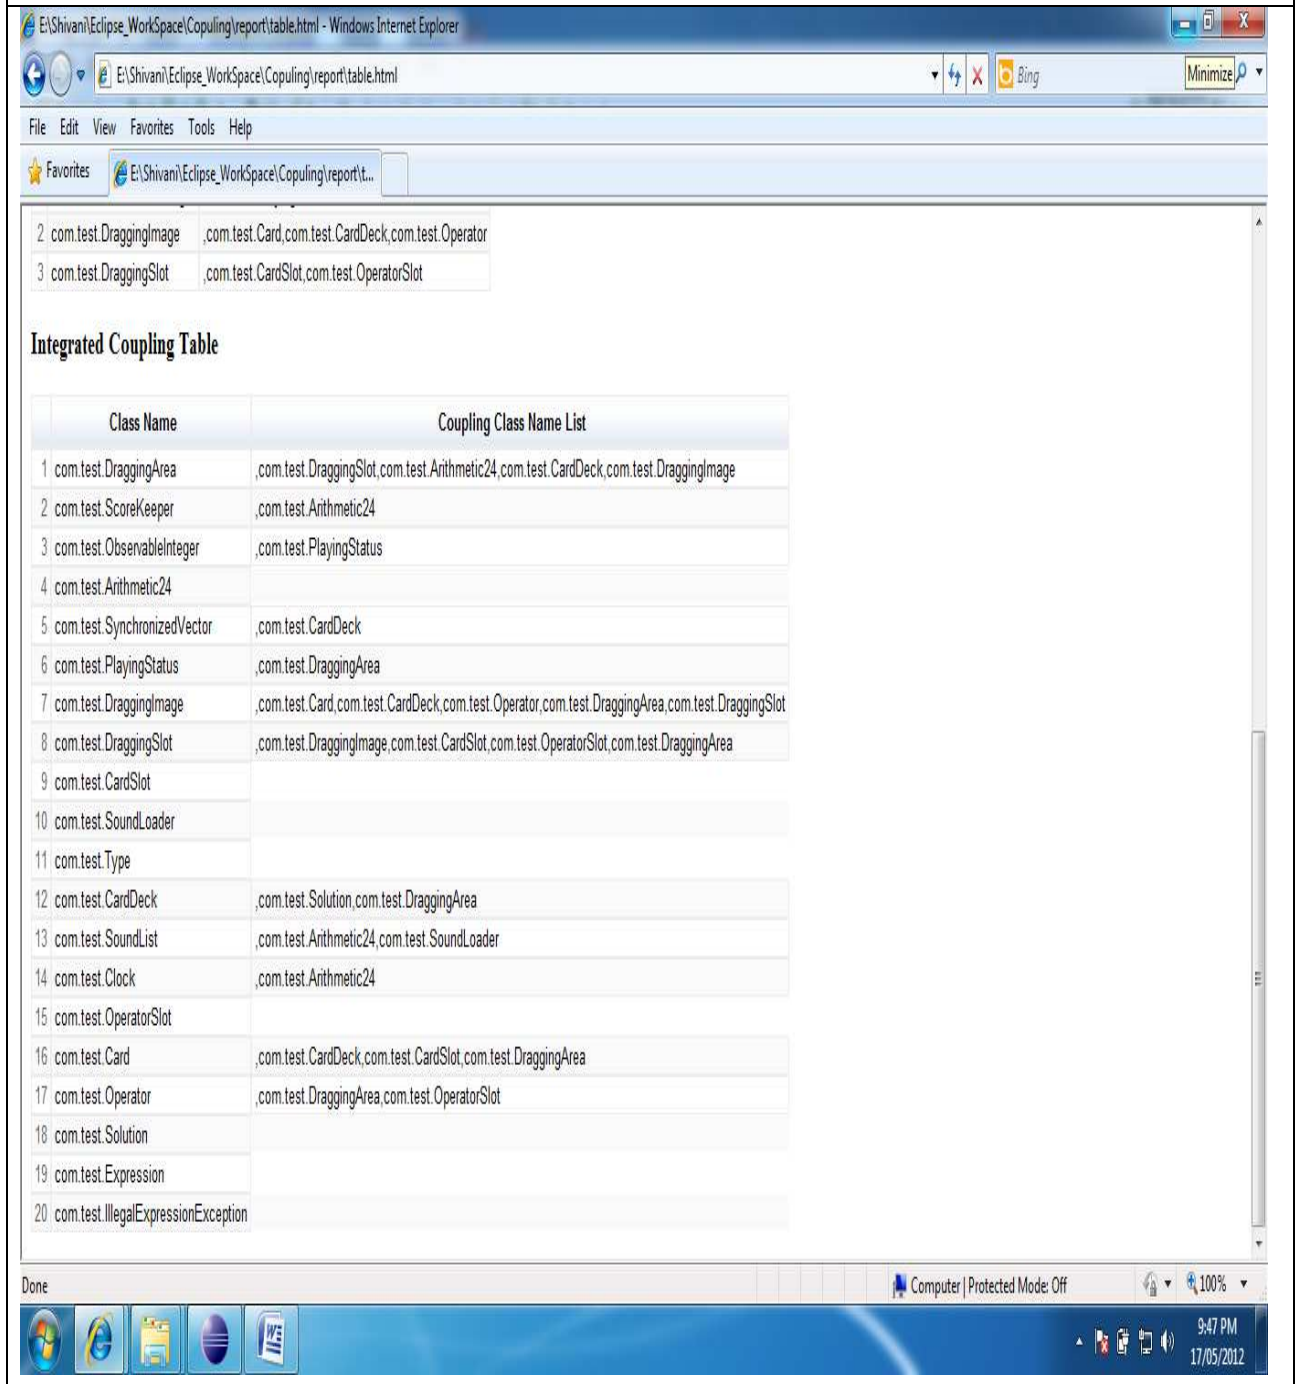 E:\Shivani\Eclipse_WorkSpace\Copuling\report\table.html - Windows Internet Explorer
E:\Shivani\Eclipse_WorkSpace\Copuling\report\table.html
Bing
Minimize
File Edit View Favorites Tools Help
Favorites E:\Shivani\Eclipse_WorkSpace\Copuling\report\t...
2 com.test.DraggingImage ,com.test.Card,com.test.CardDeck,com.test.Operator
3 com.test.DraggingSlot ,com.test.CardSlot,com.test.OperatorSlot
Integrated Coupling Table
Class Name Coupling Class Name List
1 com.test.DraggingArea ,com.test.DraggingSlot,com.test.Arithmetic24,com.test.CardDeck,com.test.DraggingImage
2 com.test.ScoreKeeper ,com.test.Arithmetic24
3 com.test.ObservableInteger ,com.test.PlayingStatus
4 com.test.Arithmetic24
5 com.test.SynchronizedVector ,com.test.CardDeck
6 com.test.PlayingStatus ,com.test.DraggingArea
7 com.test.DraggingImage ,com.test.Card,com.test.CardDeck,com.test.Operator,com.test.DraggingArea,com.test.DraggingSlot
8 com.test.DraggingSlot ,com.test.DraggingImage,com.test.CardSlot,com.test.OperatorSlot,com.test.DraggingArea
9 com.test.CardSlot
10 com.test.SoundLoader
11 com.test.Type
12 com.test.CardDeck ,com.test.Solution,com.test.DraggingArea
13 com.test.SoundList ,com.test.Arithmetic24,com.test.SoundLoader
14 com.test.Clock ,com.test.Arithmetic24
15 com.test.OperatorSlot
16 com.test.Card ,com.test.CardDeck,com.test.CardSlot,com.test.DraggingArea
17 com.test.Operator ,com.test.DraggingArea,com.test.OperatorSlot
18 com.test.Solution
19 com.test.Expression
20 com.test.IllegalExpressionException
Done Computer | Protected Mode: Off 100%
9:47 PM
17/05/2012